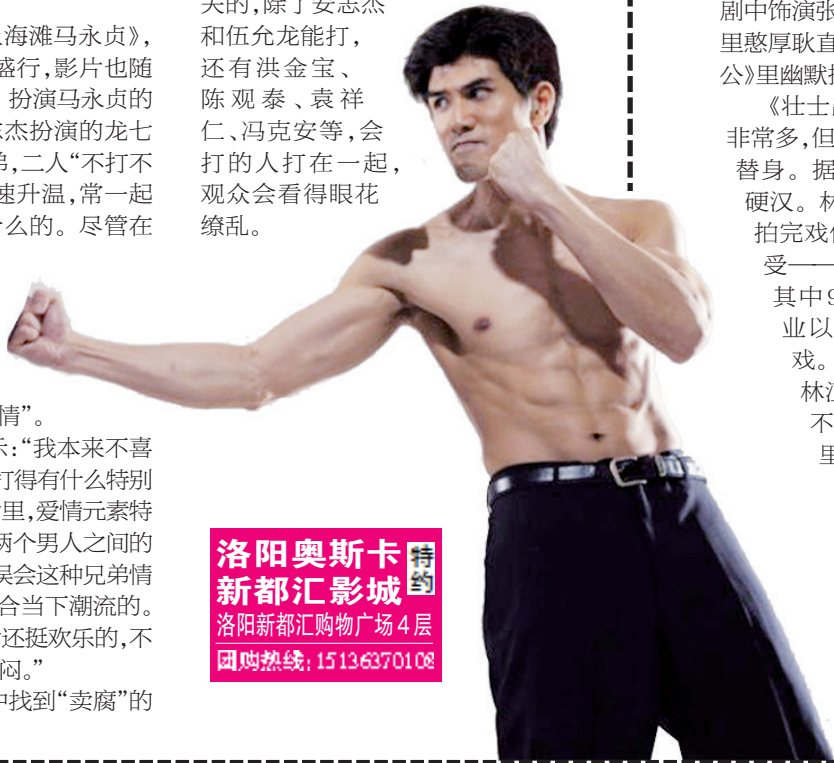 海滩马永贞》,
盛行,影片也随
扮演马永贞的
杰扮演的龙七
弟,二人“不打不
速升温,常一起
么的。尽管在
情”。
示:“我本来不喜
打得有什么特别
里,爱情元素特
两个男人之间的
误会这种兄弟情
合当下潮流的。
还挺欢乐的,不
闷。”
中找到“卖腐”的
关的,除了安志杰
和伍允龙能打,
还有洪金宝、
陈观泰、袁祥
仁、冯克安等,会
打的人打在一起,
观众会看得眼花
缭乱。
洛阳奥斯卡
新都汇影城
特约
洛阳新都汇购物广场4层
团购热线:15136370108
剧中饰演张
里憨厚耿直
公》里幽默
《壮士
非常多,但
替身。据
硬汉。林
拍完戏
受——
其中9
业以
戏。
林江
不
里